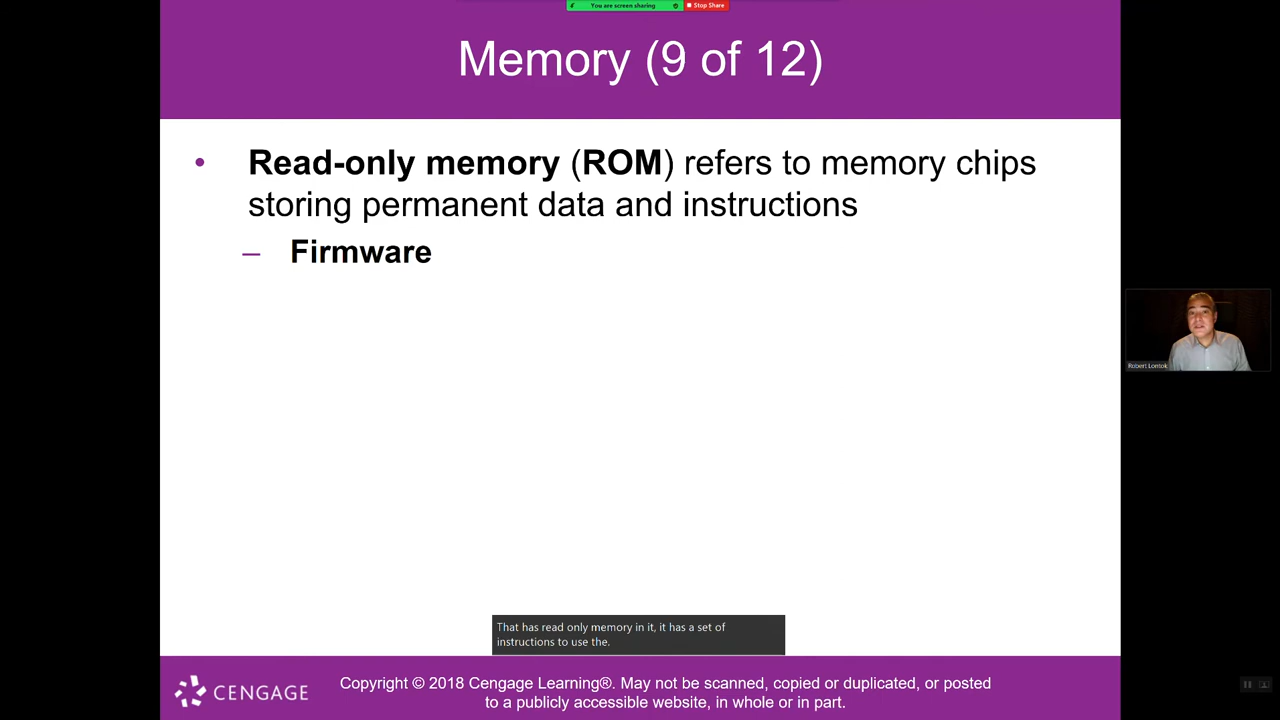 You are screen sharing Stop Share
Memory (9 of 12)
• Read-only memory (ROM) refers to memory chips
storing permanent data and instructions
– Firmware
Robert Lontok
That has read only memory in it, it has a set of
instructions to use the.
CENGAGE
Copyright © 2018 Cengage Learning®. May not be scanned, copied or duplicated, or posted
to a publicly accessible website, in whole or in part.